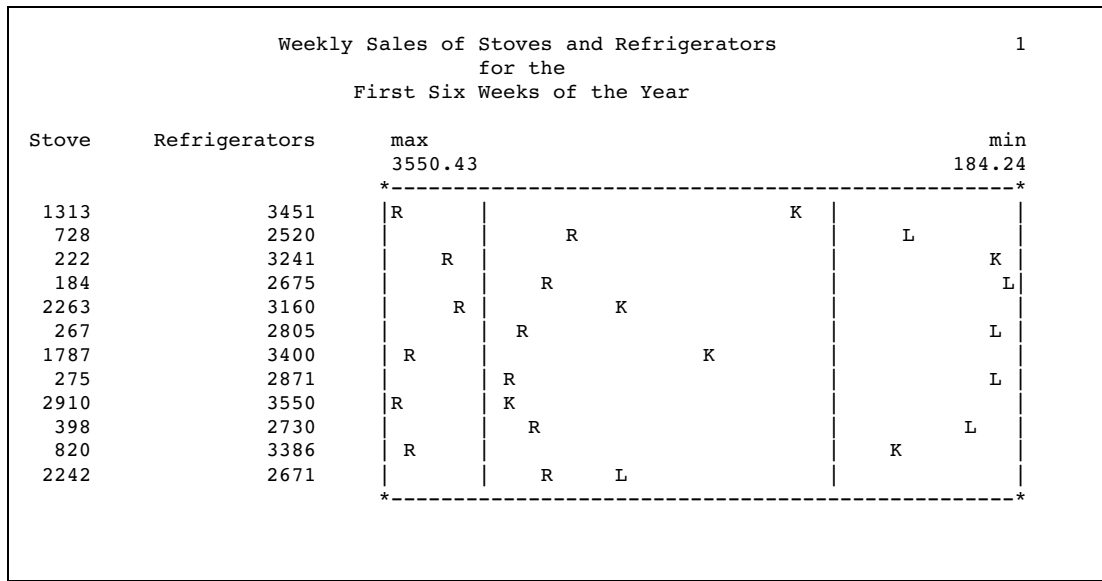 Weekly Sales of Stoves and Refrigerators 1
for the
First Six Weeks of the Year
Stove Refrigerators max min
3550.43 184.24
*--------------------------------------------------*
1313 3451 |R | K | |
728 2520 | | R | L |
222 3241 | R | | K |
184 2675 | | R | L|
2263 3160 | R| K | |
267 2805 | | R | L |
1787 3400 | R | K | |
275 2871 | | R | L |
2910 3550 |R | K | |
398 2730 | | R | L |
820 3386 | R | | K |
2242 2671 | | R L | |
*--------------------------------------------------*